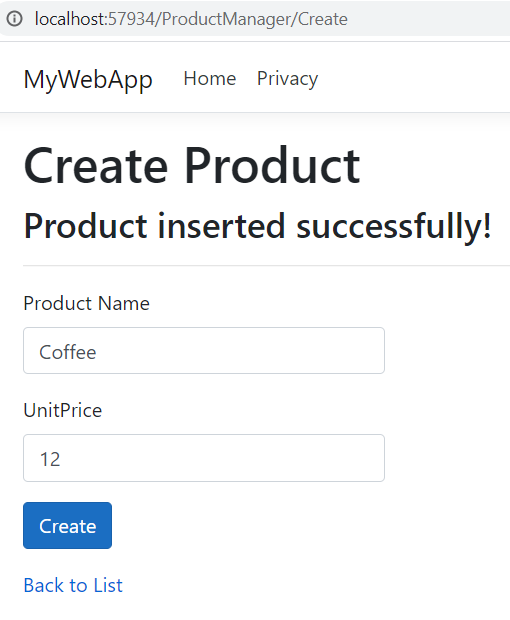 localhost:57934/ProductManager/Create
MyWebApp Home Privacy
Create Product
Product inserted successfully!
Product Name
Coffee
UnitPrice
12
Create
Back to List